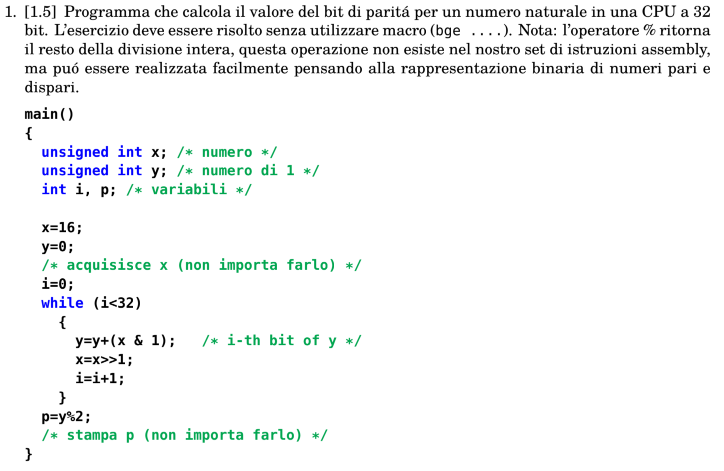 1. [1.5] Programma che calcola il valore del bit di paritá per un numero naturale in una CPU a 32
bit. L'esercizio deve essere risolto senza utilizzare macro (bge ....). Nota: l'operatore % ritorna
il resto della divisione intera, questa operazione non esiste nel nostro set di istruzioni assembly,
ma puó essere realizzata facilmente pensando alla rappresentazione binaria di numeri pari e
dispari.
main()
{
unsigned int x; /* numero */
unsigned int y; /* numero di 1 */
int i, p; /* variabili */
x=16;
y=0;
/* acquisisce x (non importa farlo) */
i=0;
while (i<32)
{
y=y+(x & 1); /* i-th bit of y */
x=x>>1;
i=i+1;
}
p=y%2;
/* stampa p (non importa farlo) */
}